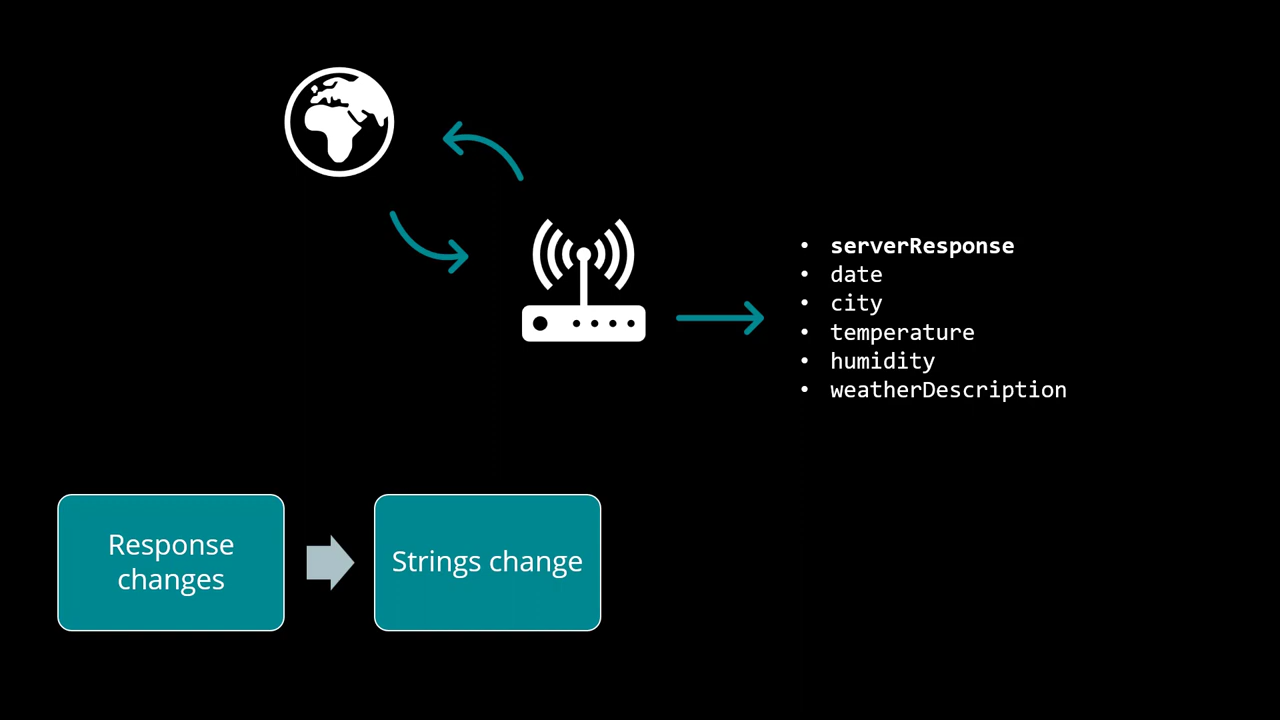 • serverResponse
• date
• city
• temperature
• humidity
• weatherDescription
Response
changes
Strings change